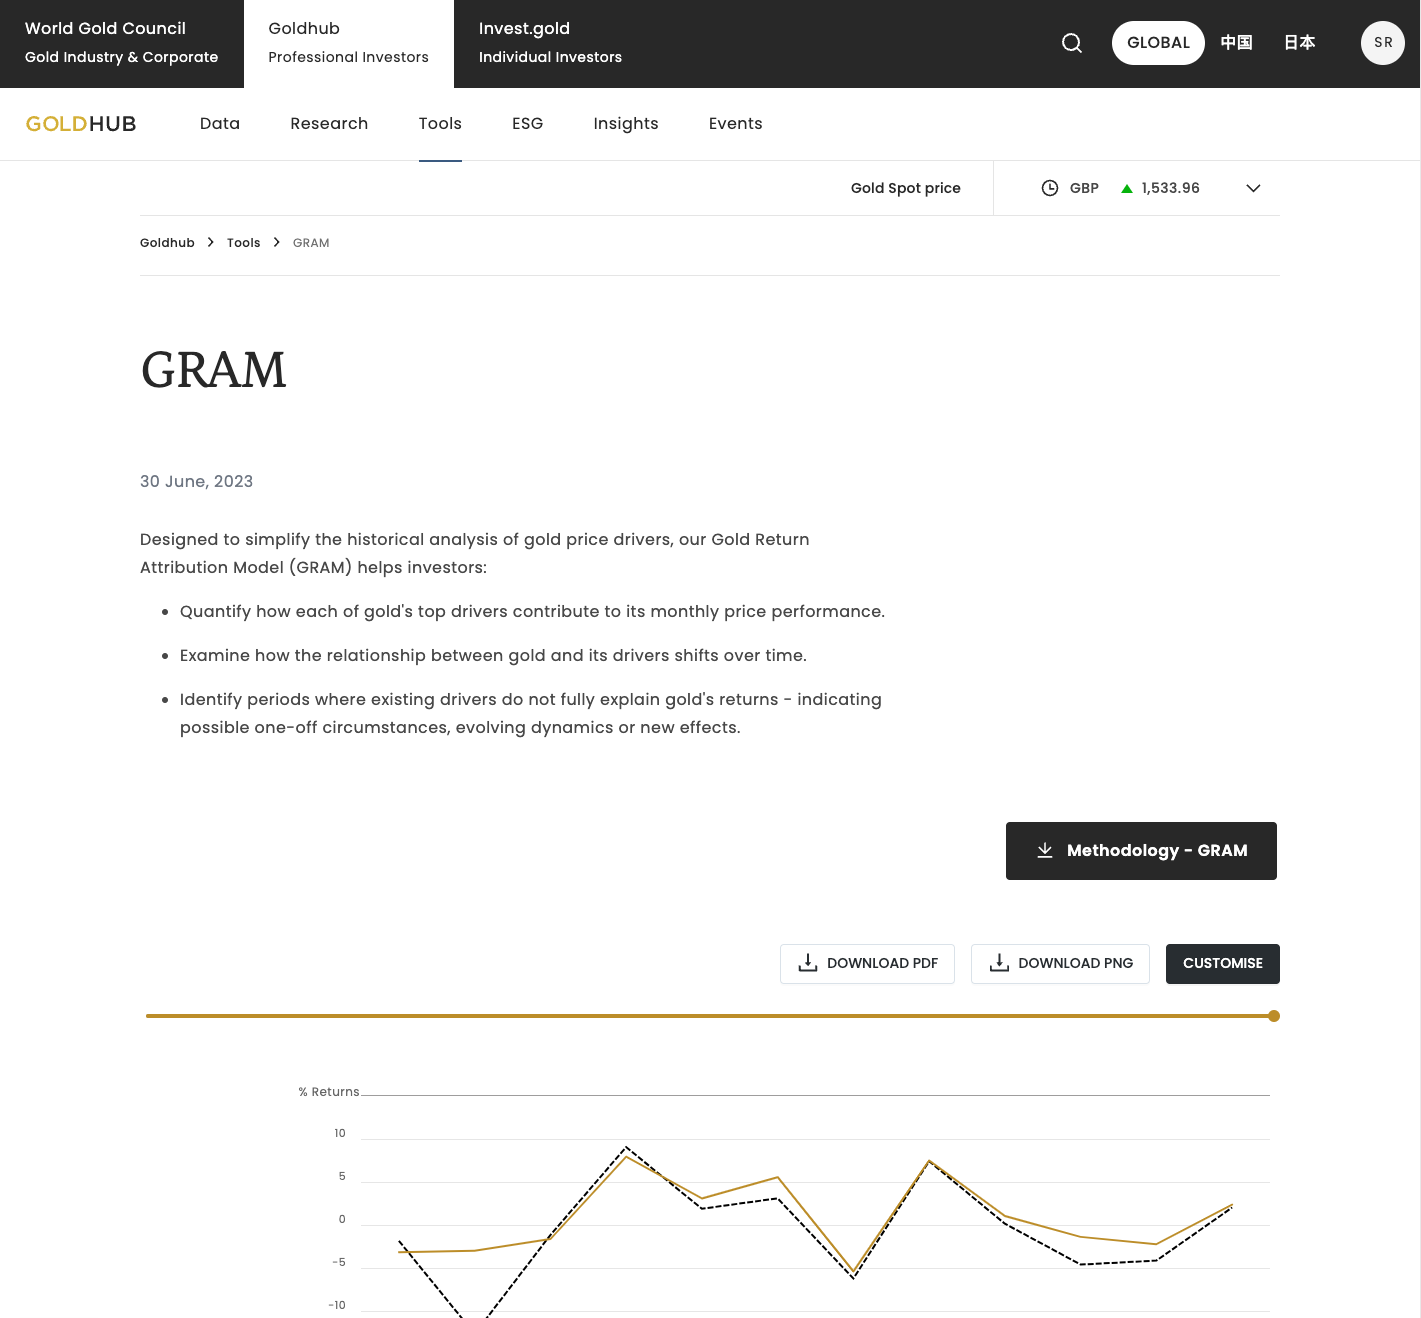 World Gold Council
Gold Industry & Corporate
Goldhub
Professional Investors
Invest.gold
Individual Investors
GLOBAL
中国
日本
SR
GOLDHUB
Data
Research
Tools
ESG
Insights
Events
Gold Spot price
GBP
1,533.96
Goldhub
Tools
GRAM
GRAM
30 June, 2023
Designed to simplify the historical analysis of gold price drivers, our Gold Return
Attribution Model (GRAM) helps investors:
Quantify how each of gold's top drivers contribute to its monthly price performance.
Examine how the relationship between gold and its drivers shifts over time.
Identify periods where existing drivers do not fully explain gold's returns - indicating
possible one-off circumstances, evolving dynamics or new effects.
Methodology - GRAM
DOWNLOAD PDF
DOWNLOAD PNG
CUSTOMISE
% Returns
10
5
0
-5
-10